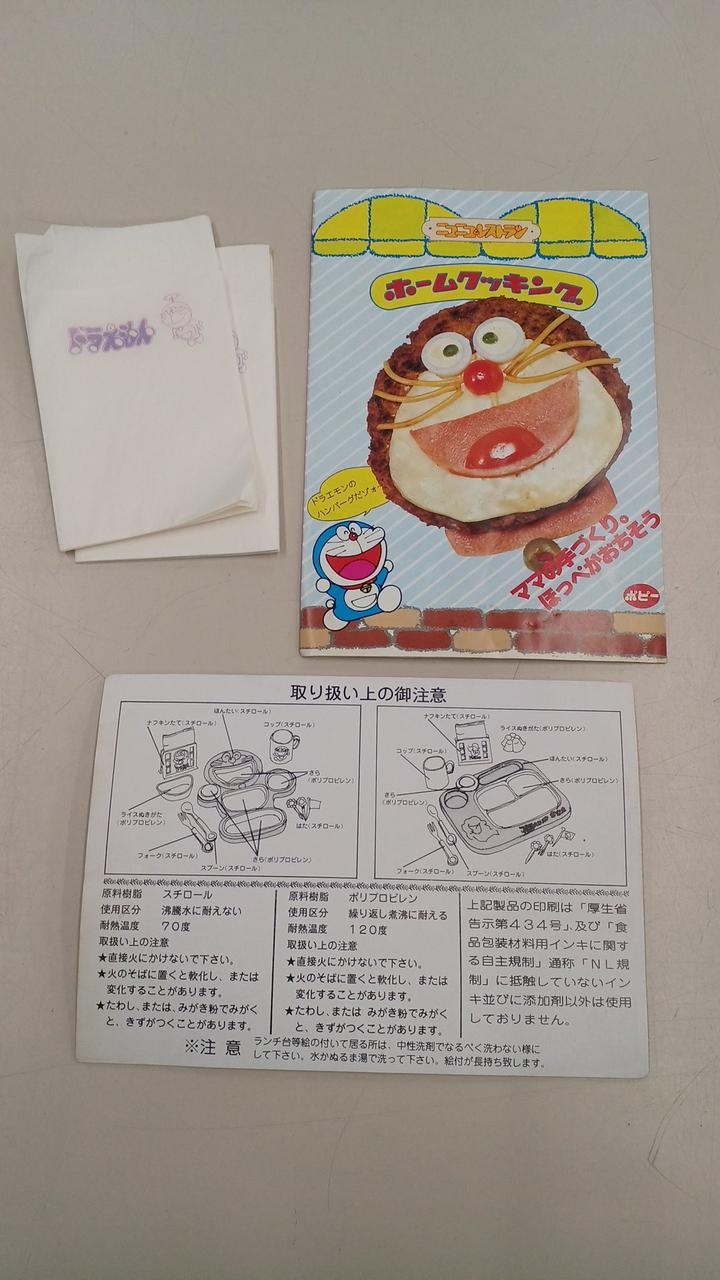 ドラえもん
ニコニコレストラン
ホームクッキング
ドラエモンの
ハンバーグだゾォ
ママの手づくり。
ほっぺがおちそう
ポピー
取り扱い上の御注意
ほんたい(スチロール)
ナフキンたて(スチロール)
コップ(スチロール)
さら
(ポリプロピレン)
ライスぬきがた
(ポリプロピレン)
はた(スチロール)
フォーク(スチロール)
さら(ポリプロピレン)
スプーン(スチロール)
ナフキンたて(スチロール)
ライスぬきがた(ポリプロピレン)
コップ(スチロール)
ほんたい(スチロール)
さら(ポリプロピレン)
さら
(ポリプロピレン)
はた(スチロール)
フォーク(スチロール)
スプーン(スチロール)
原料樹脂 スチロール
使用区分 沸騰水に耐えない
耐熱温度 70度
取扱い上の注意
★直接火にかけないで下さい。
★火のそばに置くと軟化し、または
変化することがあります。
★たわし、または、みがき粉でみがく
と、きずがつくことがあります。
原料樹脂 ポリプロピレン
使用区分 繰り返し煮沸に耐える
耐熱温度 120度
取扱い上の注意
★直接火にかけないで下さい。
★火のそばに置くと軟化し、または
変化することがあります。
★たわし、または みがき粉でみがく
と、きずがつくことがあります。
上記製品の印刷は「厚生省
告示第434号」、及び「食
品包装材料用インキに関す
る自主規制」通称「NL規
制」に抵触していないイン
キ並びに添加剤以外は使用
しておりません。
※注 意 ランチ台等絵の付いて居る所は、中性洗剤でなるべく洗わない様に
して下さい。水かぬるま湯で洗って下さい。絵付が長持ち致します。